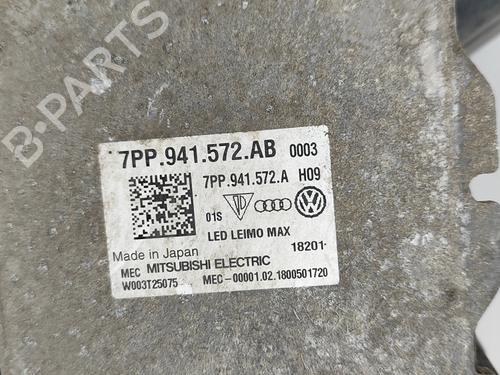 B-PARTS
7PP.941.572.AB 0003
7PP.941.572.A H09
01S
LED LEIMO MAX
Made in Japan 18201
MEC MITSUBISHI ELECTRIC
W003T25075 MEC-00001.02.1800501720